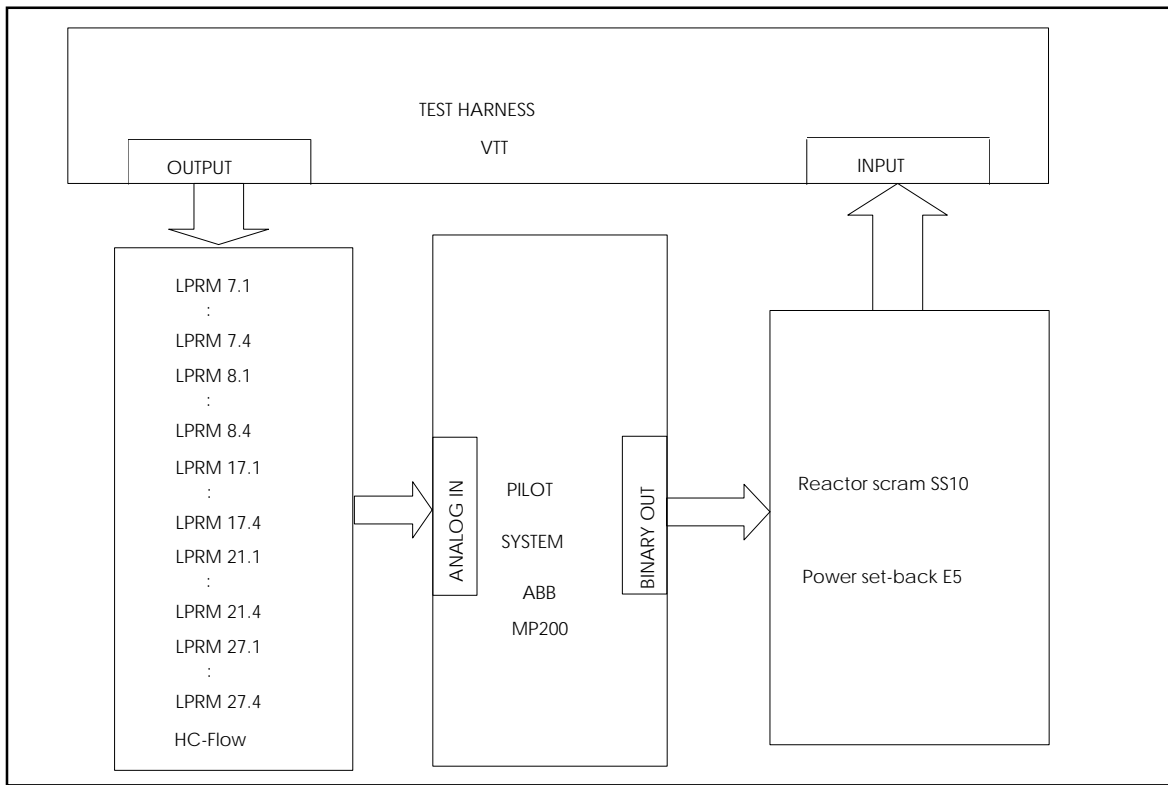 TEST HARNESS
VTT
OUTPUT
INPUT
LPRM 7.1
:
LPRM 7.4
LPRM 8.1
:
LPRM 8.4
LPRM 17.1
:
LPRM 17.4
LPRM 21.1
:
LPRM 21.4
LPRM 27.1
:
LPRM 27.4
HC-Flow
ANALOG IN
PILOT
SYSTEM
ABB
MP200
BINARY OUT
Reactor scram SS10
Power set-back E5